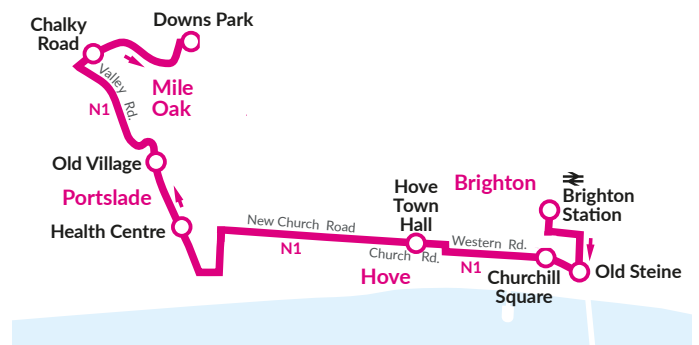 Downs Park
Chalky
Road
Mile
Oak
Valley Rd.
N1
Old Village
Portslade
Health Centre
New Church Road
N1
Hove
Town
Hall
Church Rd.
Hove
Brighton
Brighton
Station
Western Rd.
N1
Churchill
Square
Old Steine